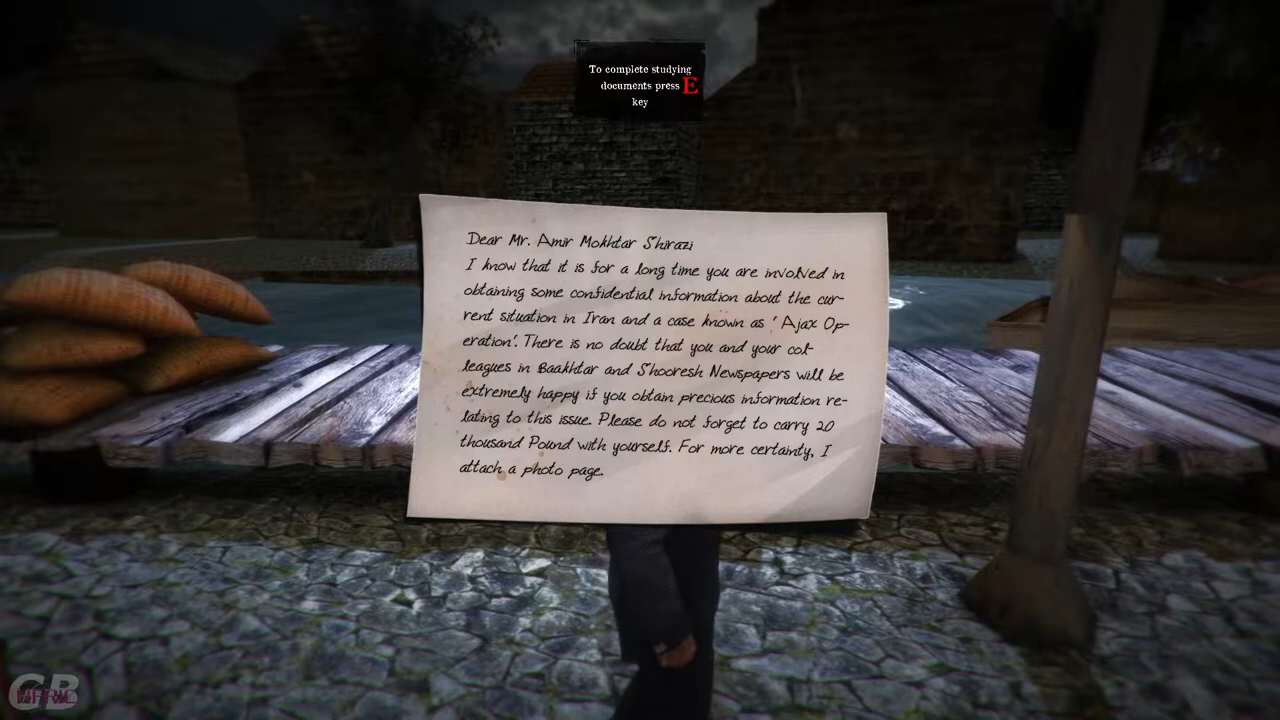 To complete studying
documents press E
key
Dear Mr. Amir Mokhtar Shirazi
I know that it is for a long time you are involved in
obtaining some confidential information about the cur-
rent situation in Iran and a case known as ' Ajax Op-
eration'. There is no doubt that you and your col-
leagues in Baakhtar and Shooresh Newspapers will be
extremely happy if you obtain precious information re-
lating to this issue. Please do not forget to carry 20
thousand Pound with yourself. For more certainty, I
attach a photo page.
GB